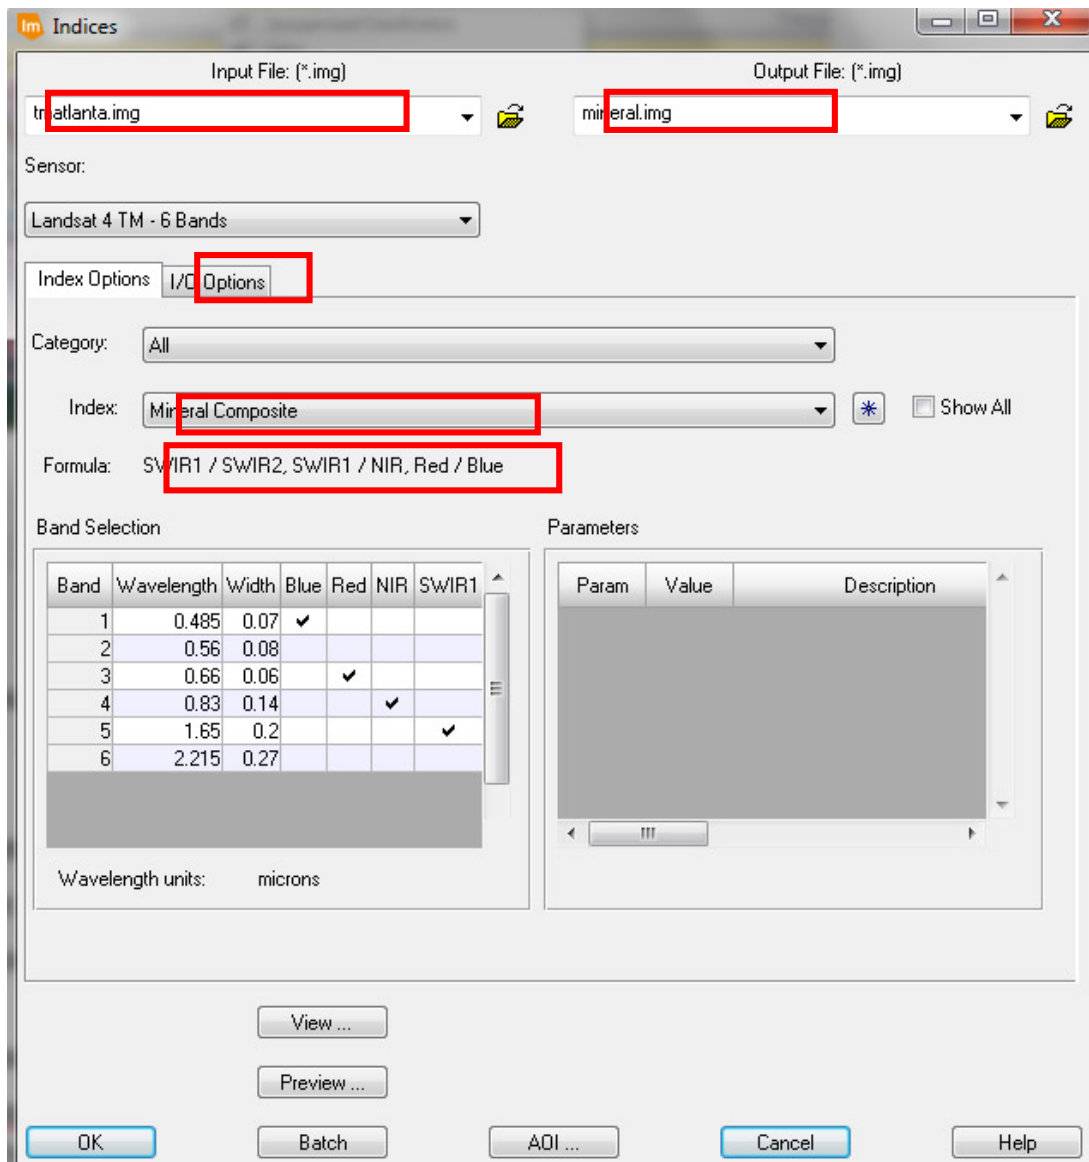 Im Indices
Input File: (*.img) Output File: (*.img)
tmatlanta.img mineral.img
Sensor:
Landsat 4 TM - 6 Bands
Index Options I/O Options
Category: All
Index: Mineral Composite * Show All
Formula: SWIR1 / SWIR2, SWIR1 / NIR, Red / Blue
Band Selection Parameters
Band Wavelength Width Blue Red NIR SWIR1 Param Value Description
1 0.485 0.07 ✔
2 0.56 0.08
3 0.66 0.06 ✔
4 0.83 0.14 ✔
5 1.65 0.2 ✔
6 2.215 0.27
Wavelength units: microns
View ...
Preview ...
OK Batch AOI ... Cancel Help